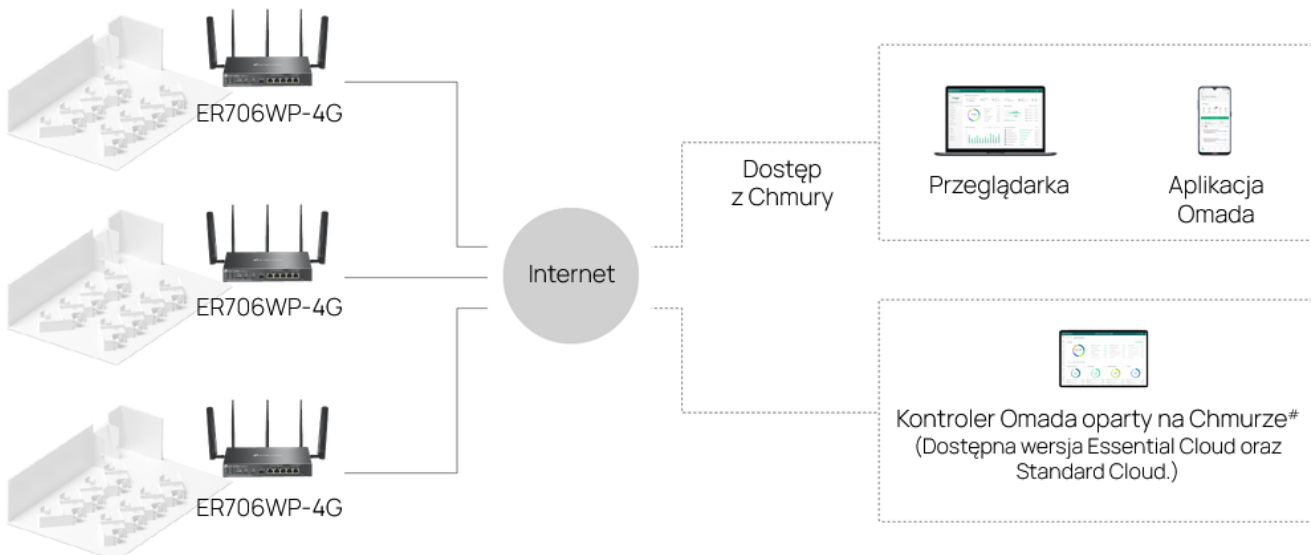 ER706WP-4G
ER706WP-4G
ER706WP-4G
Internet
Dostęp
z Chmury
Przeglądarka
Aplikacja
Omada
Kontroler Omada oparty na Chmurze#
(Dostępna wersja Essential Cloud oraz
Standard Cloud.)